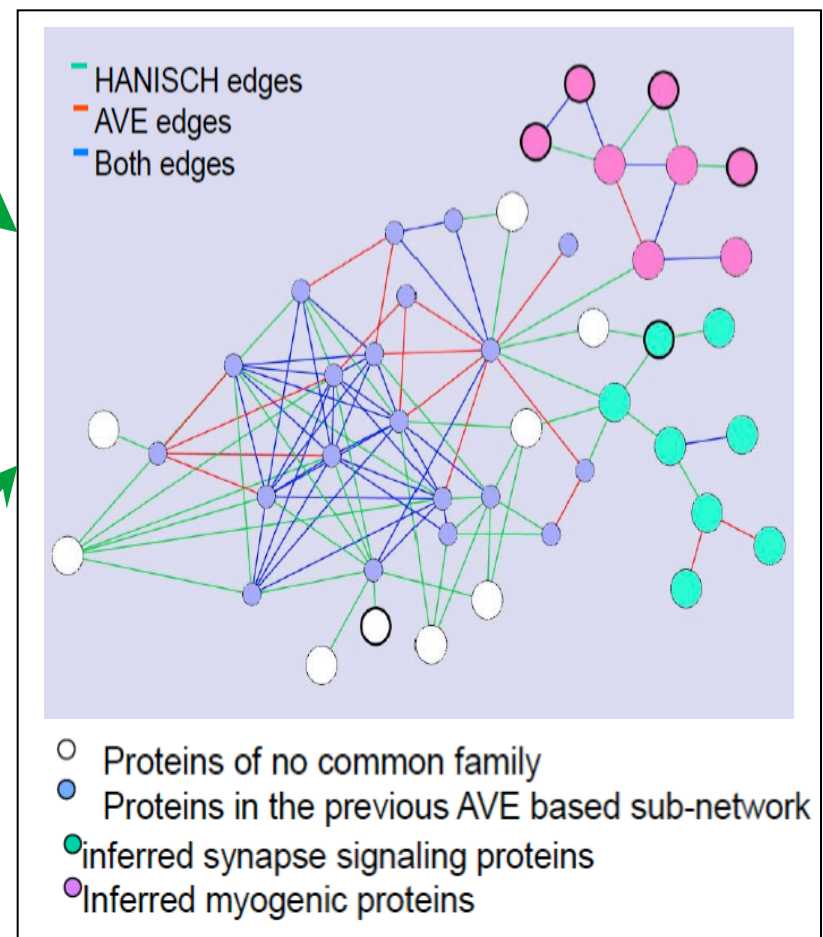 HANISCH edges
AVE edges
Both edges
Proteins of no common family
Proteins in the previous AVE based sub-network
inferred synapse signaling proteins
Inferred myogenic proteins